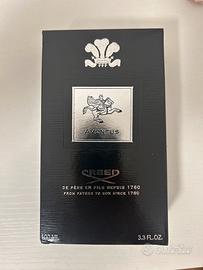 AVENTUS
CREED
DE PÈRE EN FILS DEPUIS 1760
FROM FATHER TO SON SINCE 1760
100 ML
3.3 FL.OZ.
subito